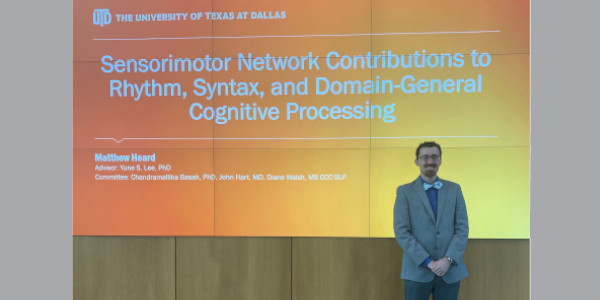 UTD THE UNIVERSITY OF TEXAS AT DALLAS
Sensorimotor Network Contributions to
Rhythm, Syntax, and Domain-General
Cognitive Processing
Matthew Heard
Advisor: Yune S. Lee, PhD
Committee: Chandramallika Basak, PhD, John Hart, MD, Diane Walsh, MS CCC SLP